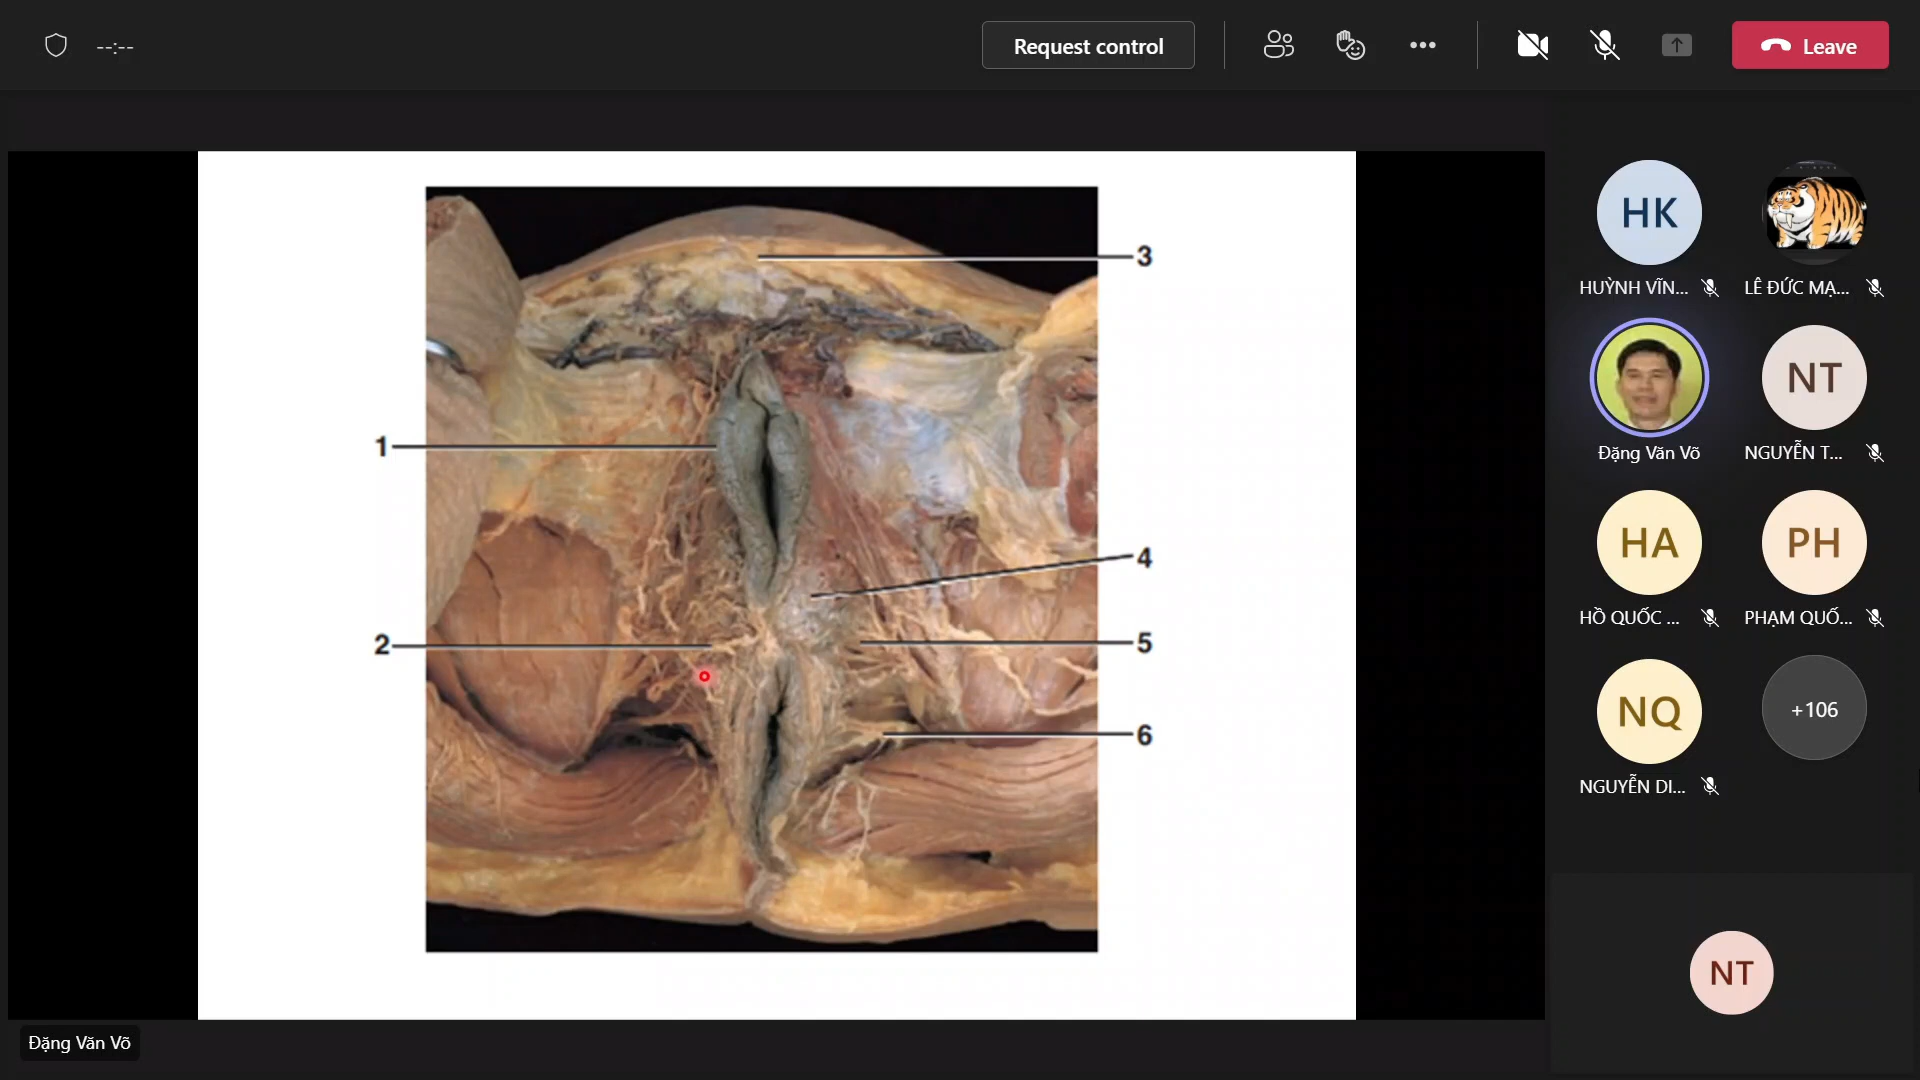 --:--
Request control
Leave
3
1
4
2
5
6
HK
HUỲNH VĨN...
LÊ ĐỨC MẠ...
Đặng Văn Võ
NT
NGUYỄN T...
HA
HỒ QUỐC ...
PH
PHẠM QUỐ...
NQ
NGUYỄN DI...
+106
NT
Đặng Văn Võ